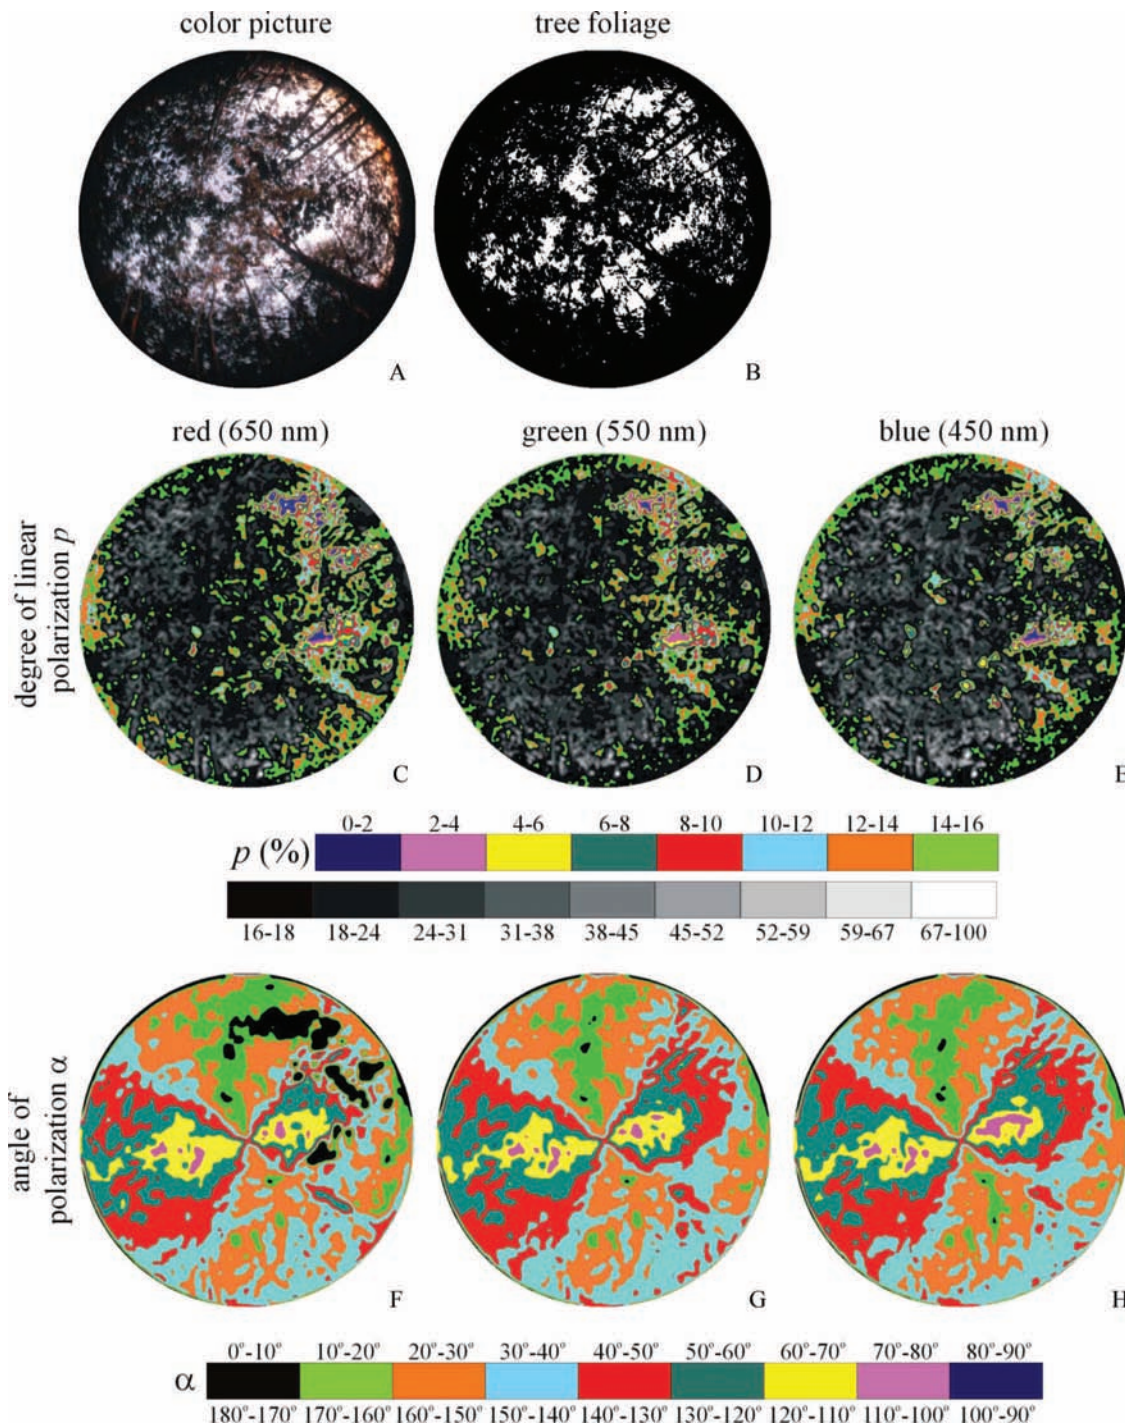 color picture
tree foliage
A
B
red (650 nm)
green (550 nm)
blue (450 nm)
degree of linear
polarization p
C
D
E
0-2 2-4 4-6 6-8 8-10 10-12 12-14 14-16
p (%)
16-18 18-24 24-31 31-38 38-45 45-52 52-59 59-67 67-100
angle of
polarization α
F
G
H
0°-10° 10°-20° 20°-30° 30°-40° 40°-50° 50°-60° 60°-70° 70°-80° 80°-90°
α
180°-170° 170°-160° 160°-150° 150°-140° 140°-130° 130°-120° 120°-110° 110°-100° 100°-90°